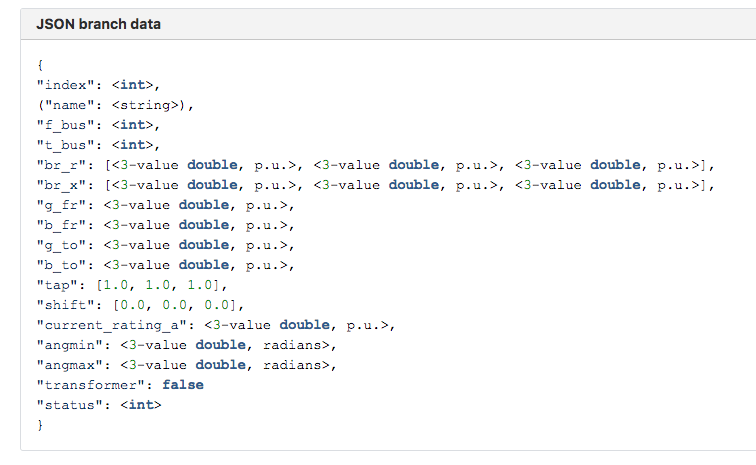 JSON branch data
{
"index": <int>,
("name": <string>),
"f_bus": <int>,
"t_bus": <int>,
"br_r": [<3-value double, p.u.>, <3-value double, p.u.>, <3-value double, p.u.>],
"br_x": [<3-value double, p.u.>, <3-value double, p.u.>, <3-value double, p.u.>],
"g_fr": <3-value double, p.u.>,
"b_fr": <3-value double, p.u.>,
"g_to": <3-value double, p.u.>,
"b_to": <3-value double, p.u.>,
"tap": [1.0, 1.0, 1.0],
"shift": [0.0, 0.0, 0.0],
"current_rating_a": <3-value double, p.u.>,
"angmin": <3-value double, radians>,
"angmax": <3-value double, radians>,
"transformer": false
"status": <int>
}